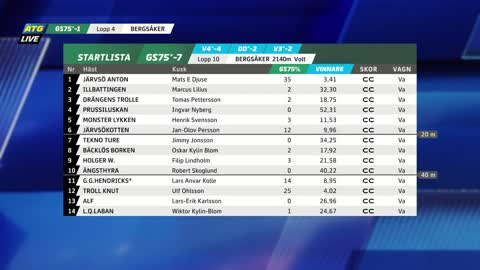 ATG LIVE GS75®-1 Lopp 4 BERGSÅKER
V4®-4 DD®-2 V3®-2
STARTLISTA GS75®-7 Lopp 10 BERGSÅKER 2140m Volt
Nr Häst Kusk GS75% VINNARE SKOR VAGN
1 JÄRVSÖ ANTON Mats E Djuse 35 3,41 CC Va
2 ILLBATTINGEN Marcus Lilius 2 32,30 CC Va
3 DRÄNGENS TROLLE Tomas Pettersson 2 18,75 CC Va
4 PRUSSILUSKAN Ingvar Nyberg 0 52,31 CC Va
5 MONSTER LYKKEN Henrik Svensson 3 11,53 CC Va
6 JÄRVSÖKOTTEN Jan-Olov Persson 12 9,96 CC Va
20 m
7 TEKNO TURE Jimmy Jonsson 0 34,25 CC Va
8 BÄCKLÖS BORKEN Oskar Kylin Blom 2 17,92 CC Va
9 HOLGER W. Filip Lindholm 3 21,58 CC Va
10 ÅNGSTHYRA Robert Skoglund 0 40,22 CC Va
40 m
11 G.G.HENDRICKS* Lars Anvar Kolle 14 8,95 CC Va
12 TROLL KNUT Ulf Ohlsson 25 4,02 CC Va
13 ALF Lars-Erik Karlsson 0 26,96 CC Va
14 L.Q.LABAN Wiktor Kylin-Blom 1 24,67 CC Va